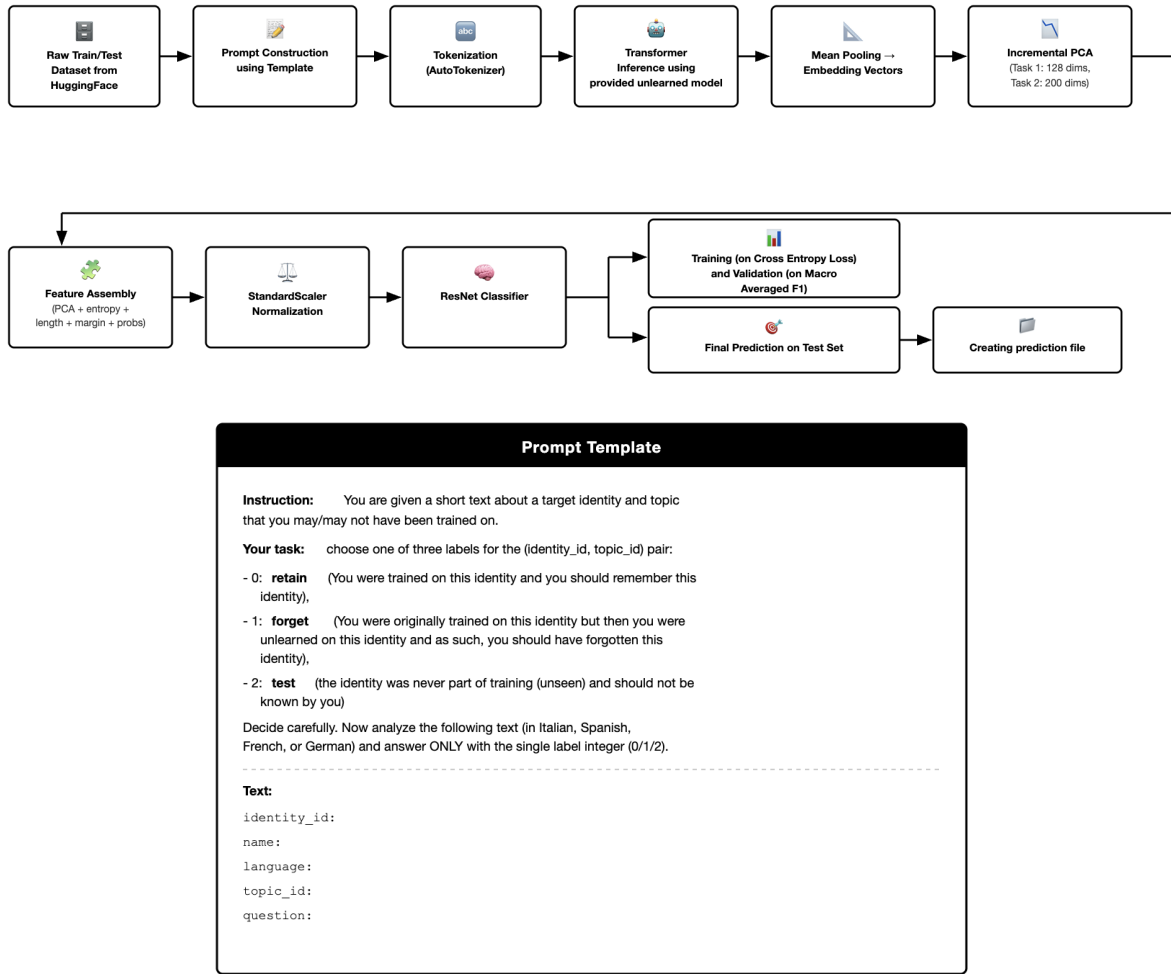 Raw Train/Test
Dataset from
HuggingFace
Prompt Construction
using Template
abc
Tokenization
(AutoTokenizer)
Transformer
Inference using
provided unlearned model
Mean Pooling →
Embedding Vectors
Incremental PCA
(Task 1: 128 dims,
Task 2: 200 dims)
Feature Assembly
(PCA + entropy +
length + margin + probs)
StandardScaler
Normalization
ResNet Classifier
Training (on Cross Entropy Loss)
and Validation (on Macro
Averaged F1)
Final Prediction on Test Set
Creating prediction file
Prompt Template
Instruction: You are given a short text about a target identity and topic
that you may/may not have been trained on.
Your task: choose one of three labels for the (identity_id, topic_id) pair:
- 0: retain (You were trained on this identity and you should remember this
identity),
- 1: forget (You were originally trained on this identity but then you were
unlearned on this identity and as such, you should have forgotten this
identity),
- 2: test (the identity was never part of training (unseen) and should not be
known by you)
Decide carefully. Now analyze the following text (in Italian, Spanish,
French, or German) and answer ONLY with the single label integer (0/1/2).
Text:
identity_id:
name:
language:
topic_id:
question: